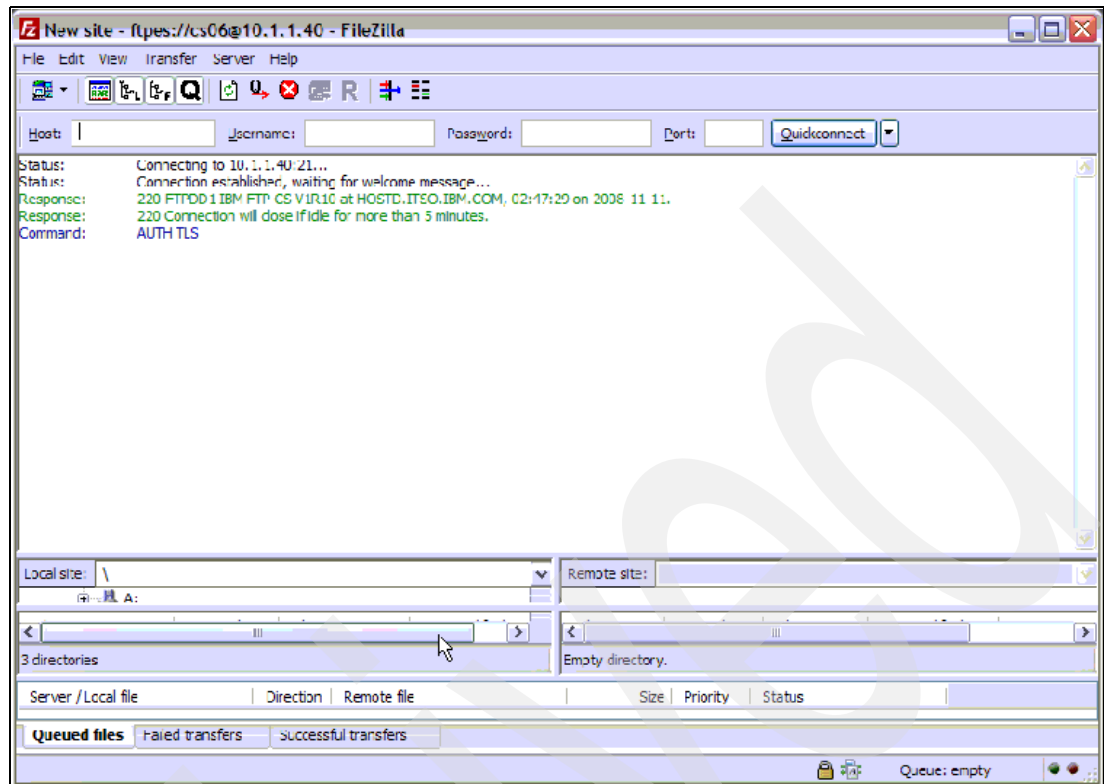 New site - ftpes://cs06@10.1.1.40 - FileZilla
File Edit View Transfer Server Help
Host: Username: Password: Port: Quickconnect
Status: Connecting to 10.1.1.40:21...
Status: Connection established, waiting for welcome message...
Response: 220-FTPDD1 IBM FTP CS V1R10 at HOSTD.ITSO.IBM.COM, 02:47:29 on 2008-11-11.
Response: 220 Connection will close if idle for more than 5 minutes.
Command: AUTH TLS
Local site: \ Remote site:
A:
3 directories Empty directory.
Server / Local file Direction Remote file Size Priority Status
Queued files Failed transfers Successful transfers
Queue: empty